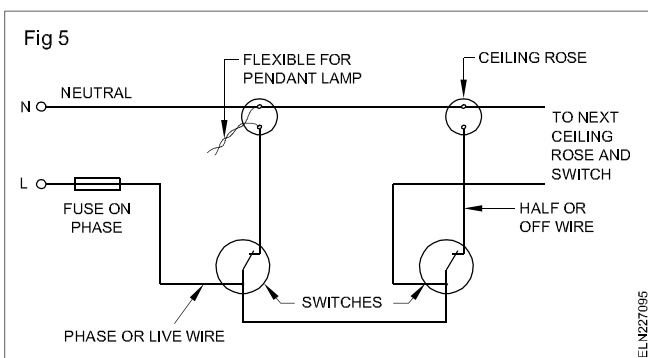 Fig 5
FLEXIBLE FOR
PENDANT LAMP
CEILING ROSE
N
NEUTRAL
TO NEXT
CEILING
ROSE AND
SWITCH
L
FUSE ON
PHASE
HALF OR
OFF WIRE
SWITCHES
PHASE OR LIVE WIRE
ELN227095